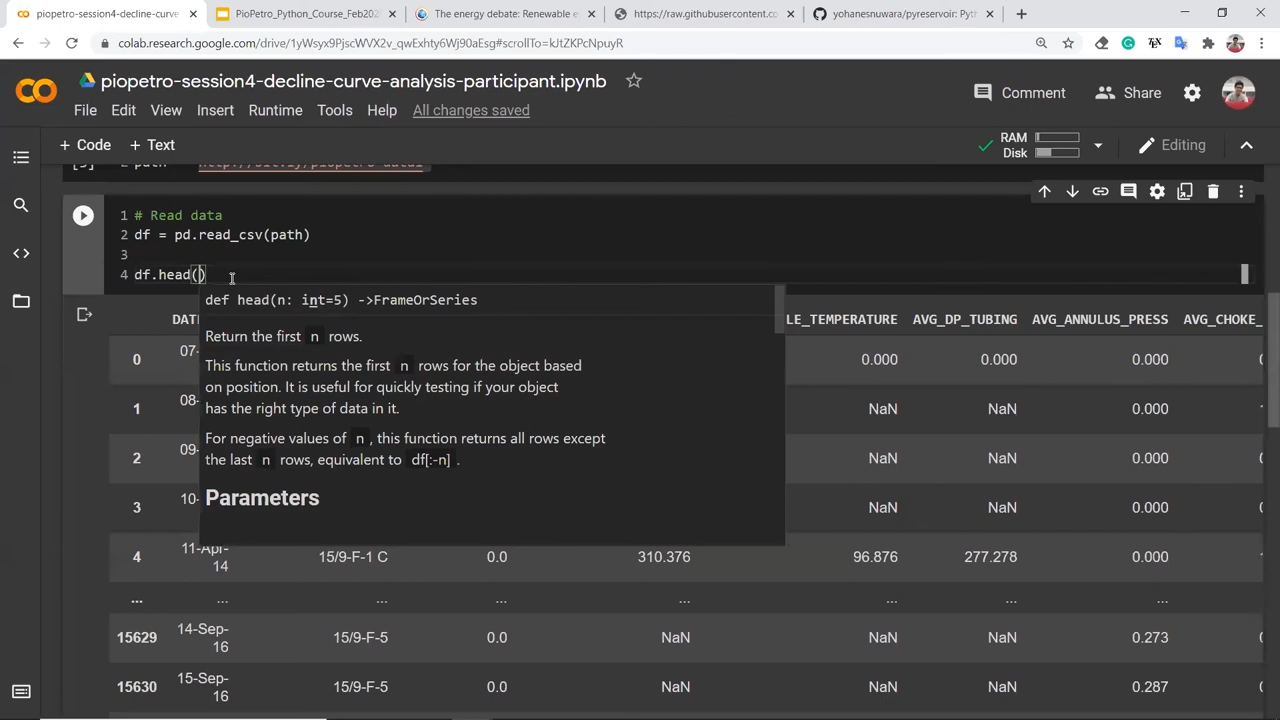 piopetro-session4-decline-curve-
PioPetro_Python_Course_Feb202
The energy debate: Renewable e
https://raw.githubusercontent.co
yohanesnuwara/pyreservoir: Pyth
colab.research.google.com/drive/1yWsyx9PjscWVX2v_qwExhty6Wj90aEsg#scrollTo=kJtZKPcNpuyR
piopetro-session4-decline-curve-analysis-participant.ipynb
File Edit View Insert Runtime Tools Help All changes saved
Comment Share
+ Code + Text
RAM
Disk
Editing
1 # Read data
2 df = pd.read_csv(path)
3
4 df.head()
def head(n: int=5) ->FrameOrSeries
Return the first n rows.
This function returns the first n rows for the object based
on position. It is useful for quickly testing if your object
has the right type of data in it.
For negative values of n, this function returns all rows except
the last n rows, equivalent to df[:-n] .
Parameters
DAT LE_TEMPERATURE AVG_DP_TUBING AVG_ANNULUS_PRESS AVG_CHOKE_
0 07- 0.000 0.000 0.000
1 08- NaN NaN 0.000
2 09- NaN NaN 0.000
3 10- NaN NaN 0.000
4 11-Apr-14 15/9-F-1 C 0.0 310.376 96.876 277.278 0.000
... ... ... ... ... ... ... ...
15629 14-Sep-16 15/9-F-5 0.0 NaN NaN NaN 0.273
15630 15-Sep-16 15/9-F-5 0.0 NaN NaN NaN 0.287